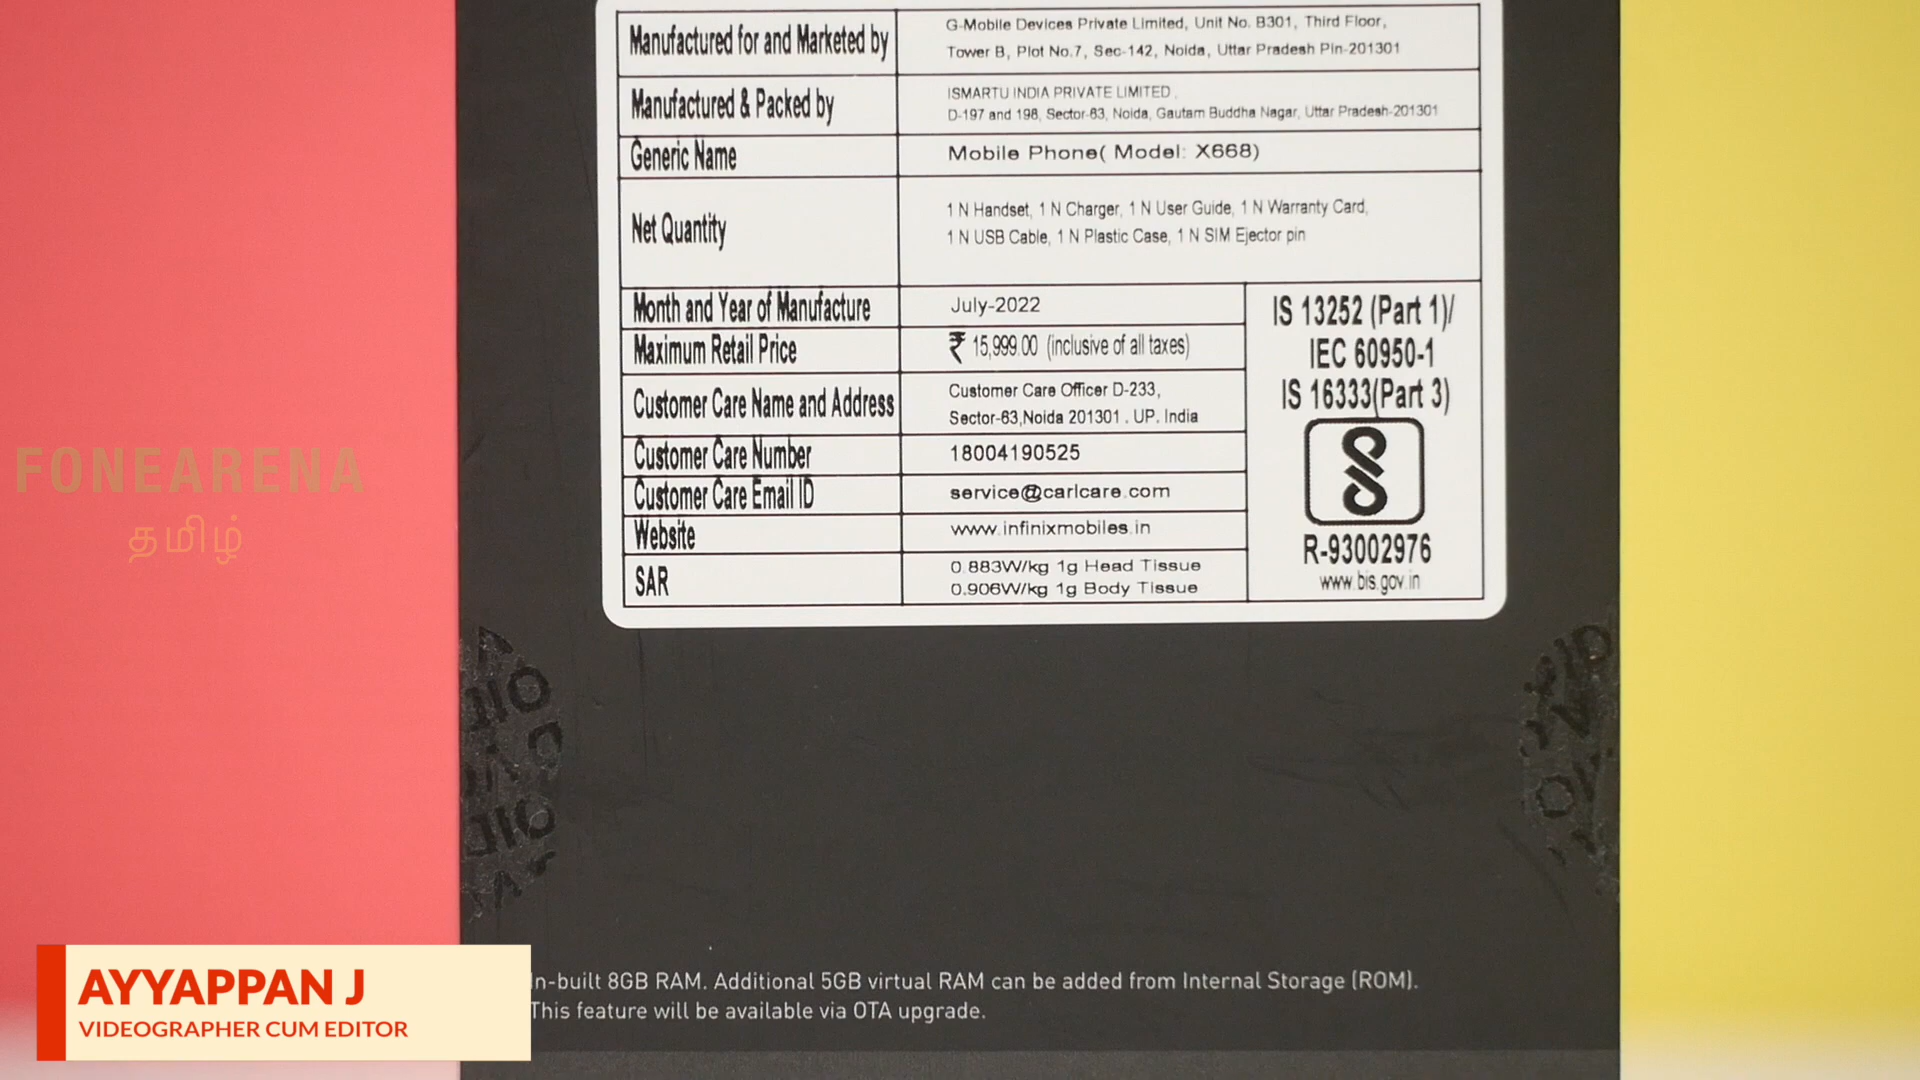 Manufactured for and Marketed by
G-Mobile Devices Private Limited, Unit No. B301, Third Floor,
Tower B, Plot No.7, Sec-142, Noida, Uttar Pradesh Pin-201301
Manufactured & Packed by
ISMARTU INDIA PRIVATE LIMITED ,
D-197 and 198, Sector-63, Noida, Gautam Buddha Nagar, Uttar Pradesh-201301
Generic Name
Mobile Phone( Model: X668)
Net Quantity
1 N Handset, 1 N Charger, 1 N User Guide, 1 N Warranty Card,
1 N USB Cable, 1 N Plastic Case, 1 N SIM Ejector pin
Month and Year of Manufacture
July-2022
Maximum Retail Price
₹ 15,999.00 (inclusive of all taxes)
Customer Care Name and Address
Customer Care Officer D-233,
Sector-63,Noida 201301 . UP. India
Customer Care Number
18004190525
Customer Care Email ID
service@carlcare.com
Website
www.infinixmobiles.in
SAR
0.883W/kg 1g Head Tissue
0.906W/kg 1g Body Tissue
IS 13252 (Part 1)/
IEC 60950-1
IS 16333(Part 3)
R-93002976
www.bis.gov.in
FONEARENA
தமிழ்
In-built 8GB RAM. Additional 5GB virtual RAM can be added from Internal Storage (ROM).
This feature will be available via OTA upgrade.
AYYAPPAN J
VIDEOGRAPHER CUM EDITOR